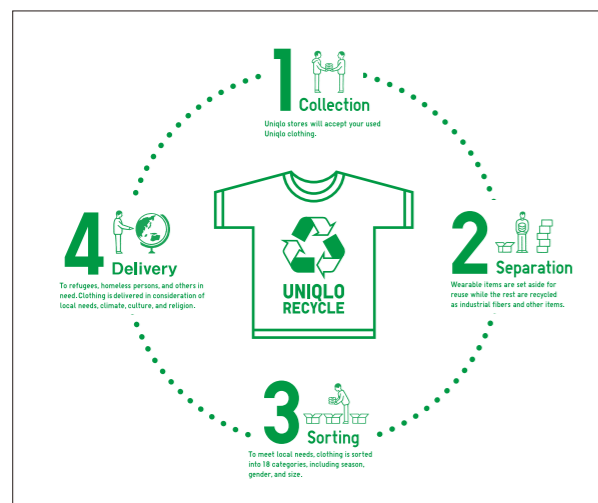 1
Collection
Uniqlo stores will accept your used
Uniqlo clothing.
2
Separation
Wearable items are set aside for
reuse while the rest are recycled
as industrial fibers and other items.
3
Sorting
To meet local needs, clothing is sorted
into 18 categories, including season,
gender, and size.
4
Delivery
To refugees, homeless persons, and others in
need. Clothing is delivered in consideration of
local needs, climate, culture, and religion.
UNIQLO
RECYCLE